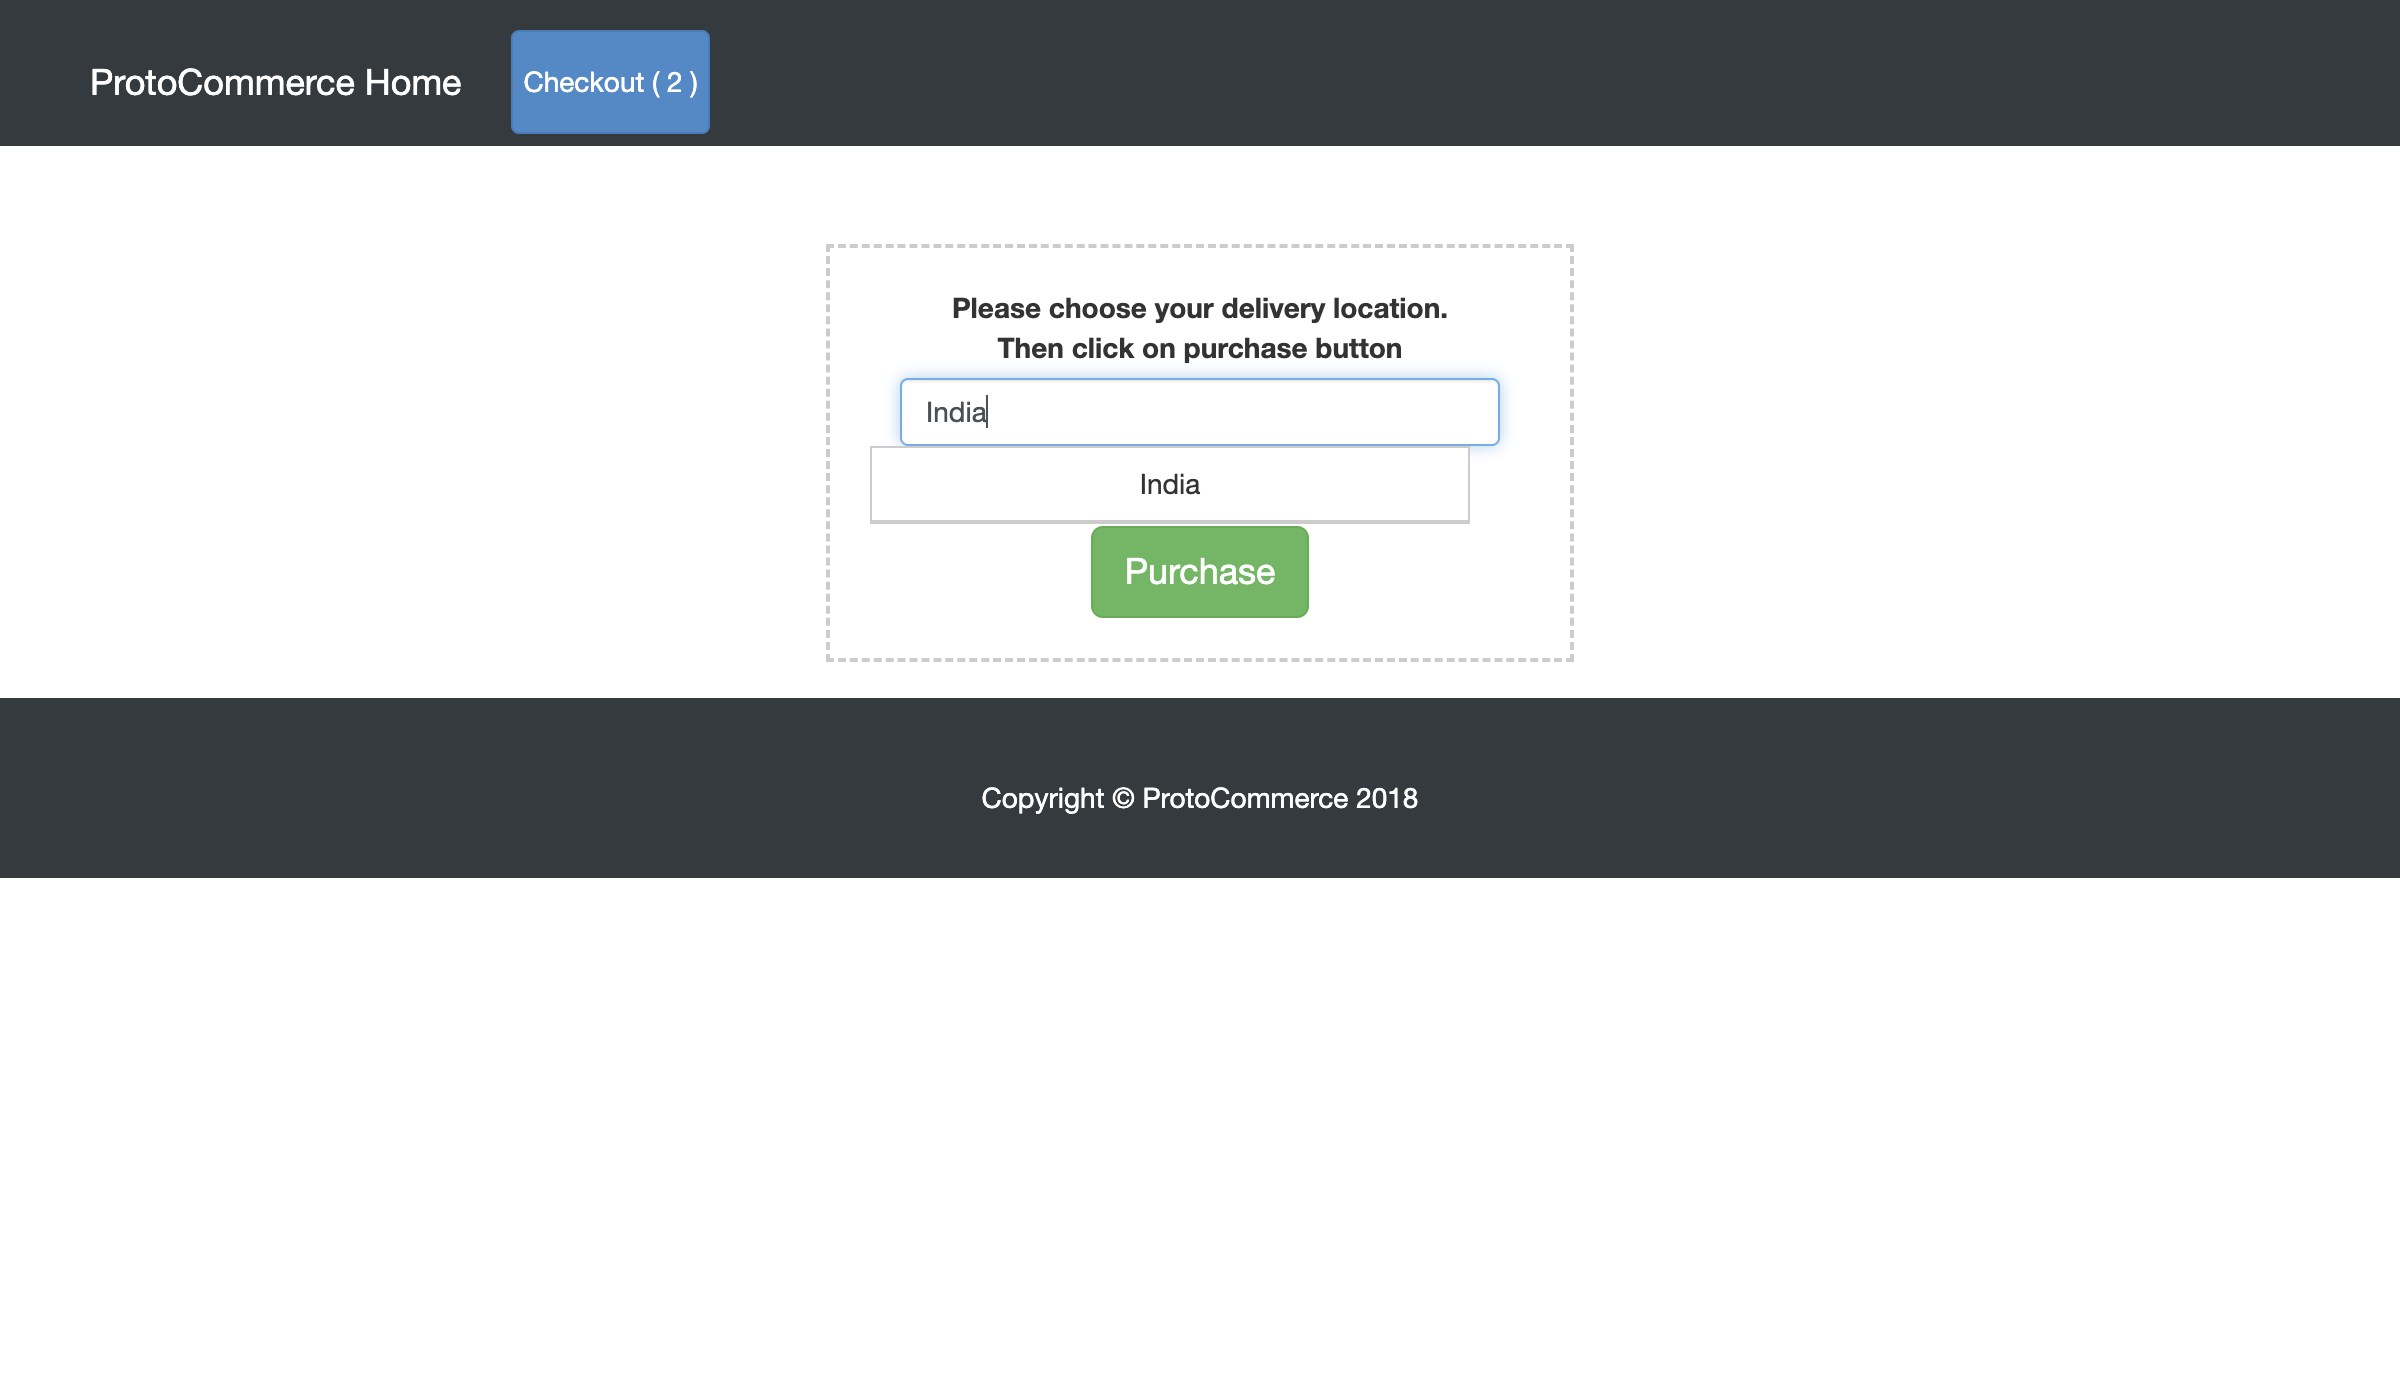 ProtoCommerce Home
Checkout ( 2 )
Please choose your delivery location.
Then click on purchase button
India
India
Purchase
Copyright © ProtoCommerce 2018